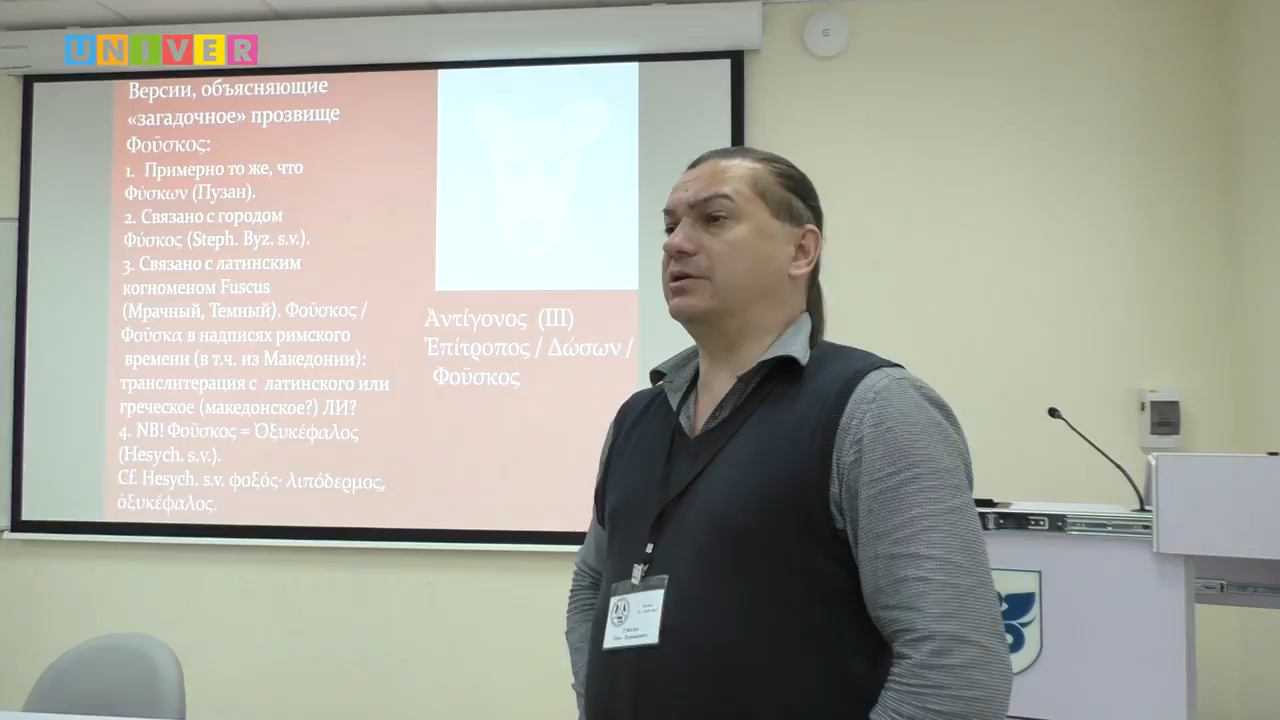 UNIVER
Версии, объясняющие
«загадочное» прозвище
Φοῦσκος:
1. Примерно то же, что
Φύσκων (Пузан).
2. Связано с городом
Φύσκος (Steph. Byz. s.v.).
3. Связано с латинским
когноменом Fuscus
(Мрачный, Темный). Φοῦσκος /
Φοῦσκα в надписях римского
времени (в т.ч. из Македонии):
транслитерация с латинского или
греческое (македонское?) ЛИ?
4. NB! Φοῦσκος = Ὀξυκέφαλος
(Hesych. s.v.).
Cf. Hesych. s.v. φοξός· λιπόδερμος,
ὀξυκέφαλος.
Ἀντίγονος (III)
Ἐπίτροπος / Δώσων /
Φοῦσκος